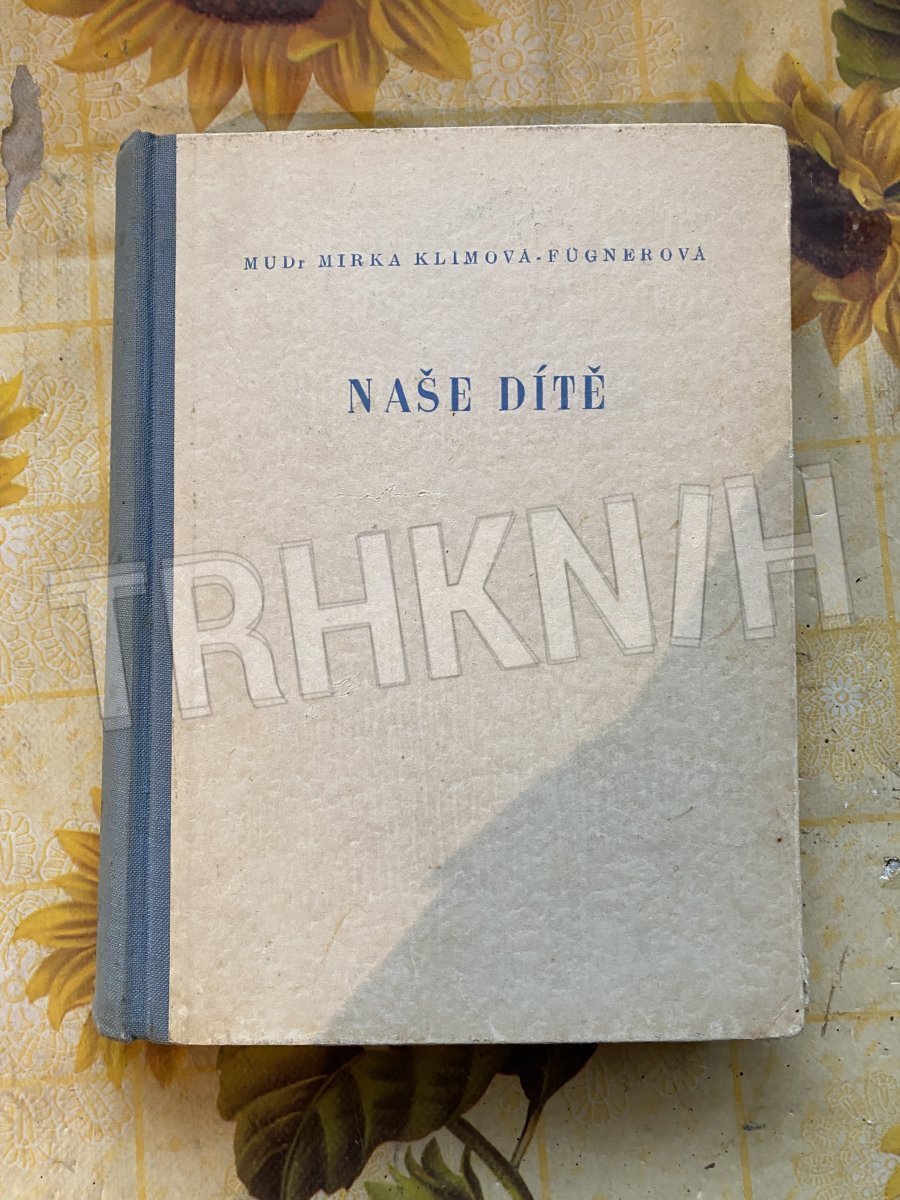 MUDr MIRKA KLIMOVÁ-FÜGNEROVÁ
NAŠE DÍTĚ
TRHKNIH